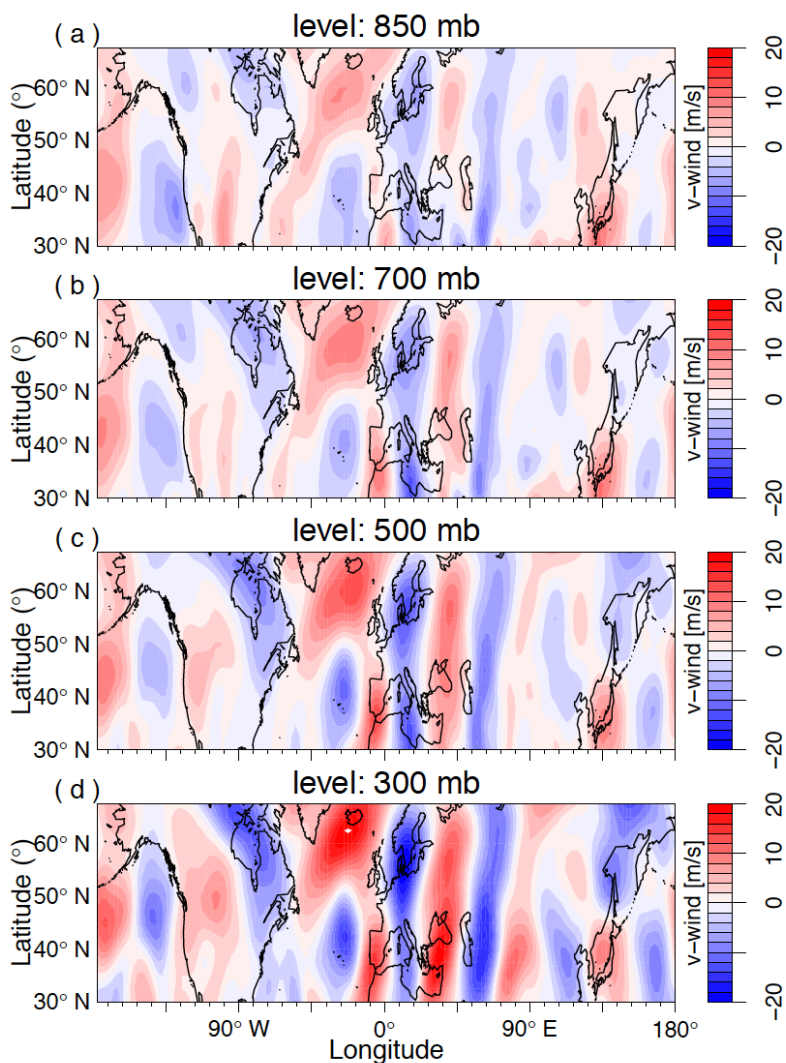 level: 850 mb
( a )
60° N
50° N
40° N
30° N
Latitude (°)
20
10
0
−10
−20
v−wind [m/s]
level: 700 mb
( b )
60° N
50° N
40° N
30° N
Latitude (°)
20
10
0
−10
−20
v−wind [m/s]
level: 500 mb
( c )
60° N
50° N
40° N
30° N
Latitude (°)
20
10
0
−10
−20
v−wind [m/s]
level: 300 mb
( d )
60° N
50° N
40° N
30° N
Latitude (°)
20
10
0
−10
−20
v−wind [m/s]
90° W 0° 90° E 180°
Longitude